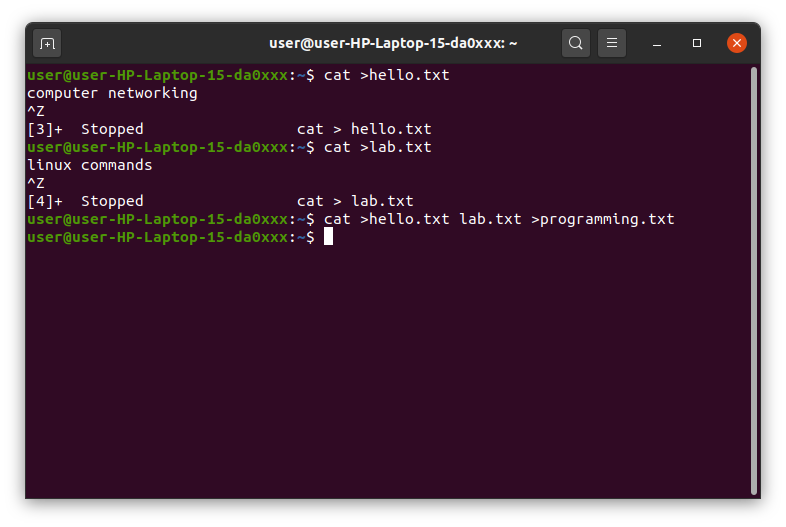 user@user-HP-Laptop-15-da0xxx: ~
user@user-HP-Laptop-15-da0xxx:~$ cat >hello.txt
computer networking
^Z
[3]+  Stopped                 cat > hello.txt
user@user-HP-Laptop-15-da0xxx:~$ cat >lab.txt
linux commands
^Z
[4]+  Stopped                 cat > lab.txt
user@user-HP-Laptop-15-da0xxx:~$ cat >hello.txt lab.txt >programming.txt
user@user-HP-Laptop-15-da0xxx:~$